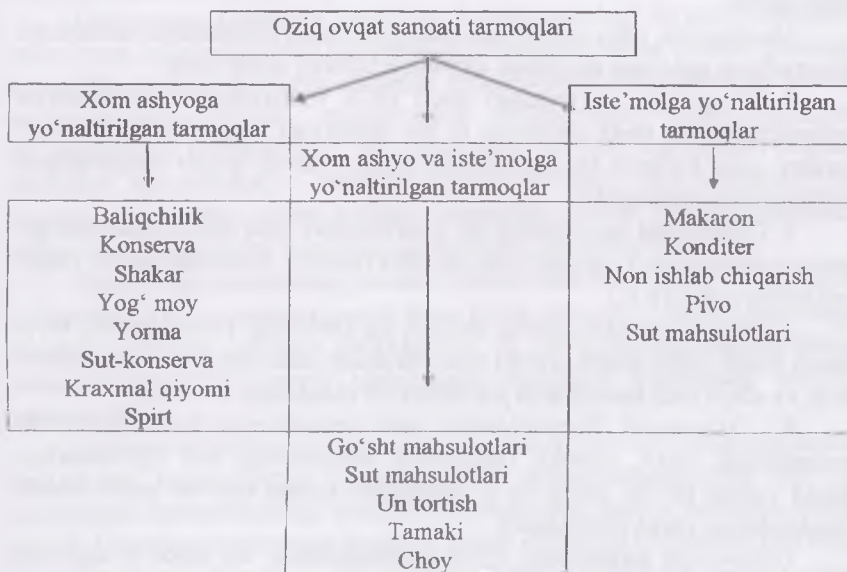 Oziq ovqat sanoati tarmoqlari
Xom ashyoga
yo‘naltirilgan tarmoqlar
Xom ashyo va iste’molga
yo‘naltirilgan tarmoqlar
Iste’molga yo‘naltirilgan
tarmoqlar
Baliqchilik
Konserva
Shakar
Yog‘ moy
Yorma
Sut-konserva
Kraxmal qiyomi
Spirt
Go‘sht mahsulotlari
Sut mahsulotlari
Un tortish
Tamaki
Choy
Makaron
Konditer
Non ishlab chiqarish
Pivo
Sut mahsulotlari